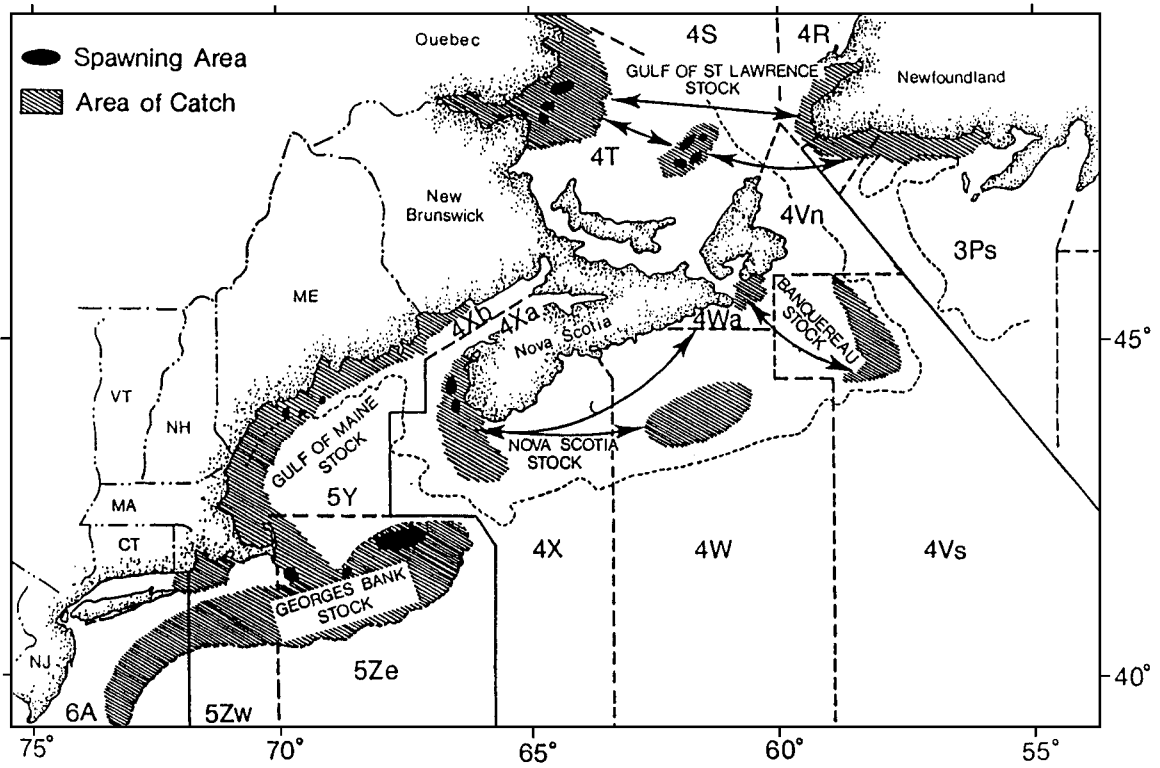 Quebec
4S
4R
Spawning Area
Area of Catch
GULF OF ST LAWRENCE
STOCK
Newfoundland
4T
New
Brunswick
4Vn
3Ps
ME
4Xb
4Xa
Nova Scotia
4Wa
BANQUEREAU
STOCK
45°
VT
NH
GULF OF MAINE
STOCK
NOVA SCOTIA
STOCK
5Y
MA
CT
4X
4W
4Vs
GEORGES BANK
STOCK
NJ
5Ze
40°
6A
5Zw
75°
70°
65°
60°
55°